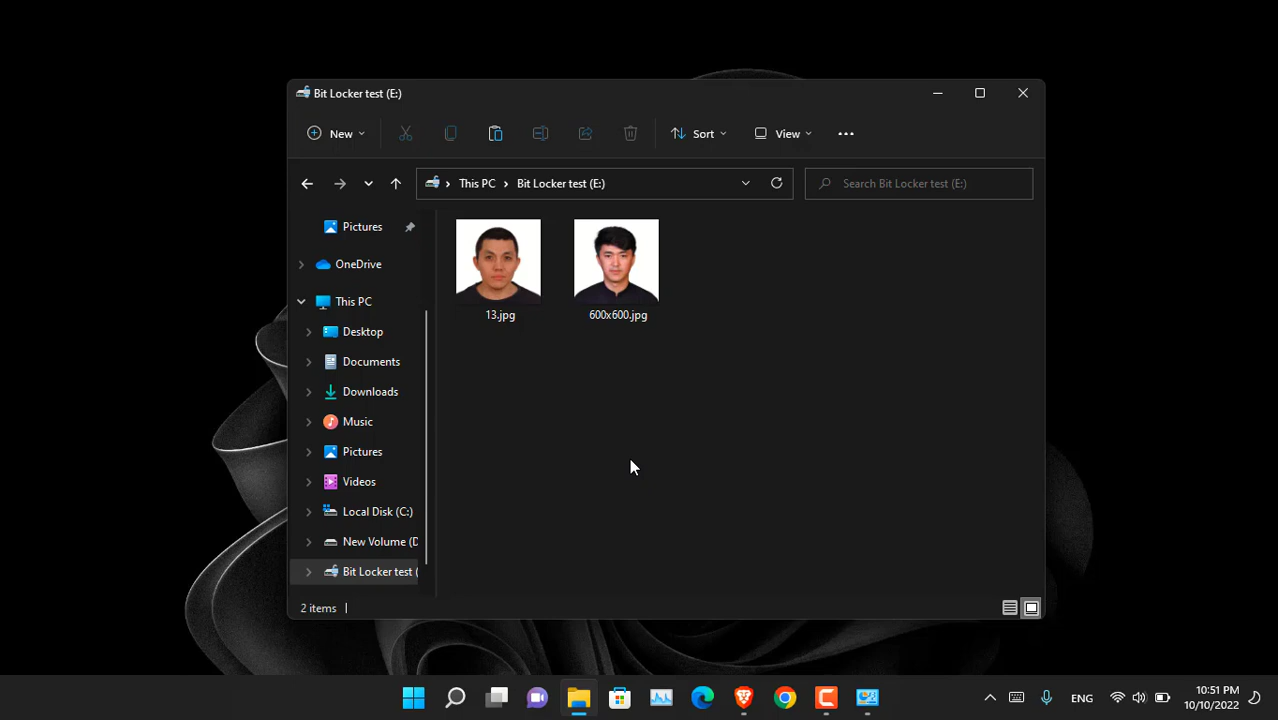 Bit Locker test (E:)
New
Sort
View
This PC
Bit Locker test (E:)
Search Bit Locker test (E:)
Pictures
OneDrive
This PC
Desktop
Documents
Downloads
Music
Pictures
Videos
Local Disk (C:)
New Volume (D
Bit Locker test (
13.jpg
600x600.jpg
2 items
ENG
10:51 PM
10/10/2022